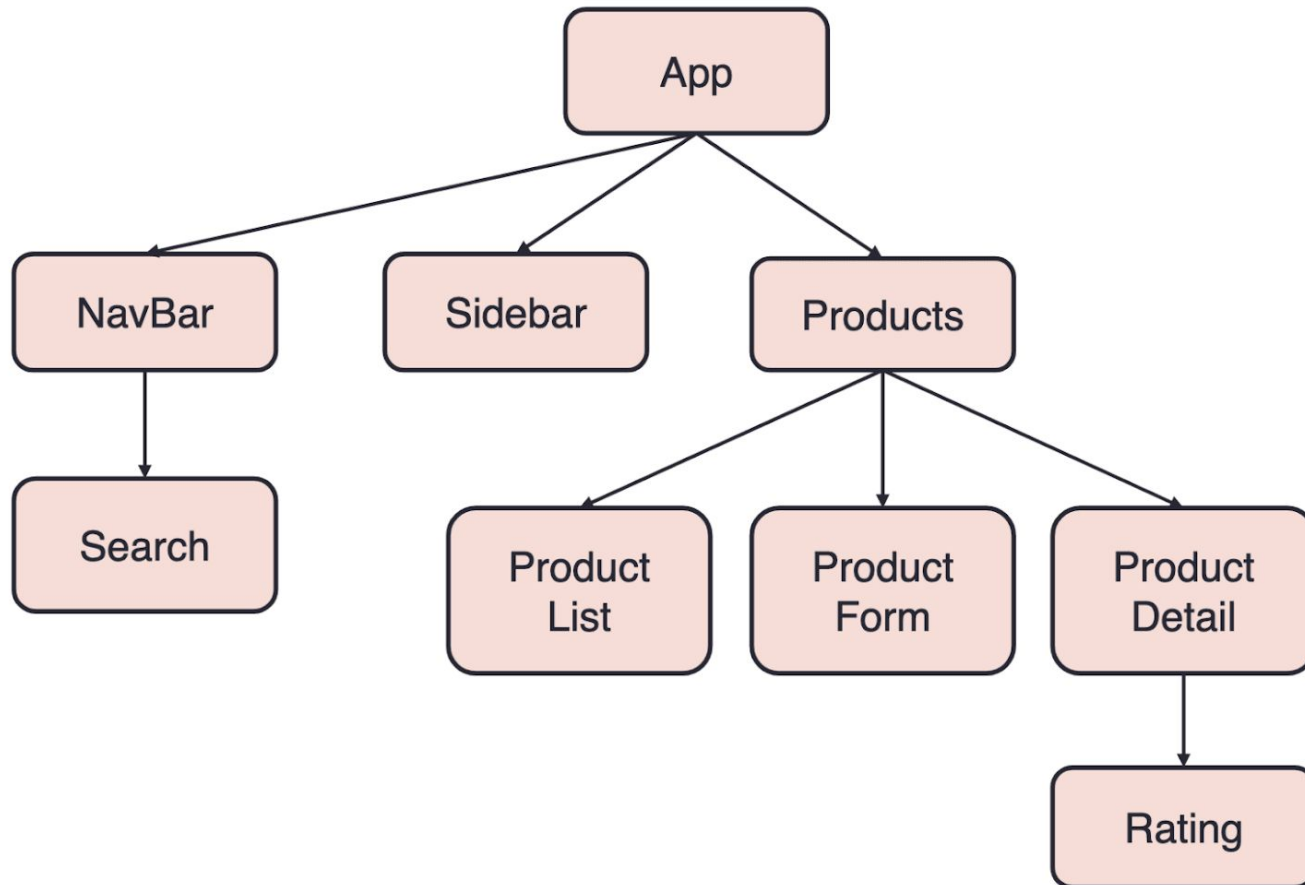 App
NavBar
Sidebar
Products
Search
Product
List
Product
Form
Product
Detail
Rating